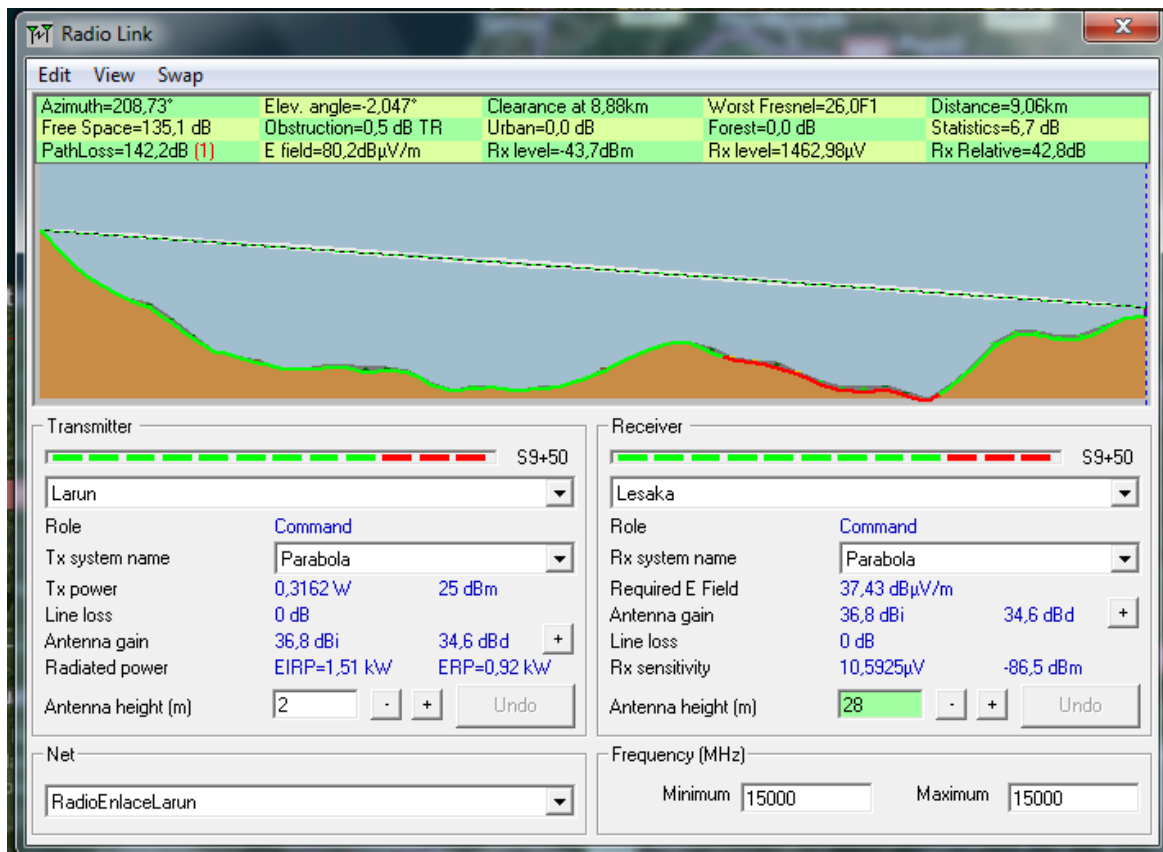 Radio Link
Edit View Swap
Azimuth=208,73° Elev. angle=-2,047° Clearance at 8,88km Worst Fresnel=26,0F1 Distance=9,06km
Free Space=135,1 dB Obstruction=0,5 dB TR Urban=0,0 dB Forest=0,0 dB Statistics=6,7 dB
PathLoss=142,2dB (1) E field=80,2dBµV/m Rx level=-43,7dBm Rx level=1462,98µV Rx Relative=42,8dB
Transmitter
S9+50
Larun
Role Command
Tx system name Parabola
Tx power 0,3162 W 25 dBm
Line loss 0 dB
Antenna gain 36,8 dBi 34,6 dBd +
Radiated power EIRP=1,51 kW ERP=0,92 kW
Antenna height (m) 2 - + Undo
Receiver
S9+50
Lesaka
Role Command
Rx system name Parabola
Required E Field 37,43 dBµV/m
Antenna gain 36,8 dBi 34,6 dBd +
Line loss 0 dB
Rx sensitivity 10,5925µV -86,5 dBm
Antenna height (m) 28 - + Undo
Net
RadioEnlaceLarun
Frequency (MHz)
Minimum 15000 Maximum 15000